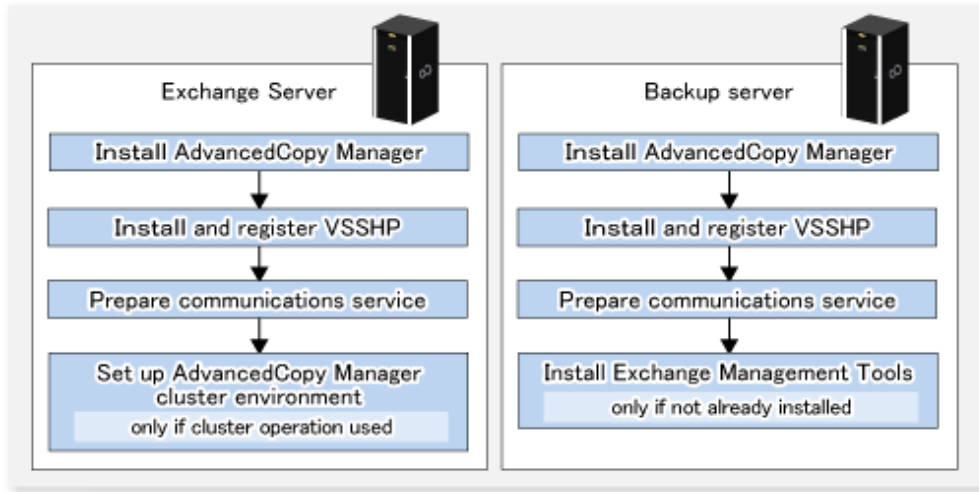 Exchange Server
Install AdvancedCopy Manager
Install and register VSSHP
Prepare communications service
Set up AdvancedCopy Manager
cluster environment
only if cluster operation used
Backup server
Install AdvancedCopy Manager
Install and register VSSHP
Prepare communications service
Install Exchange Management Tools
only if not already installed